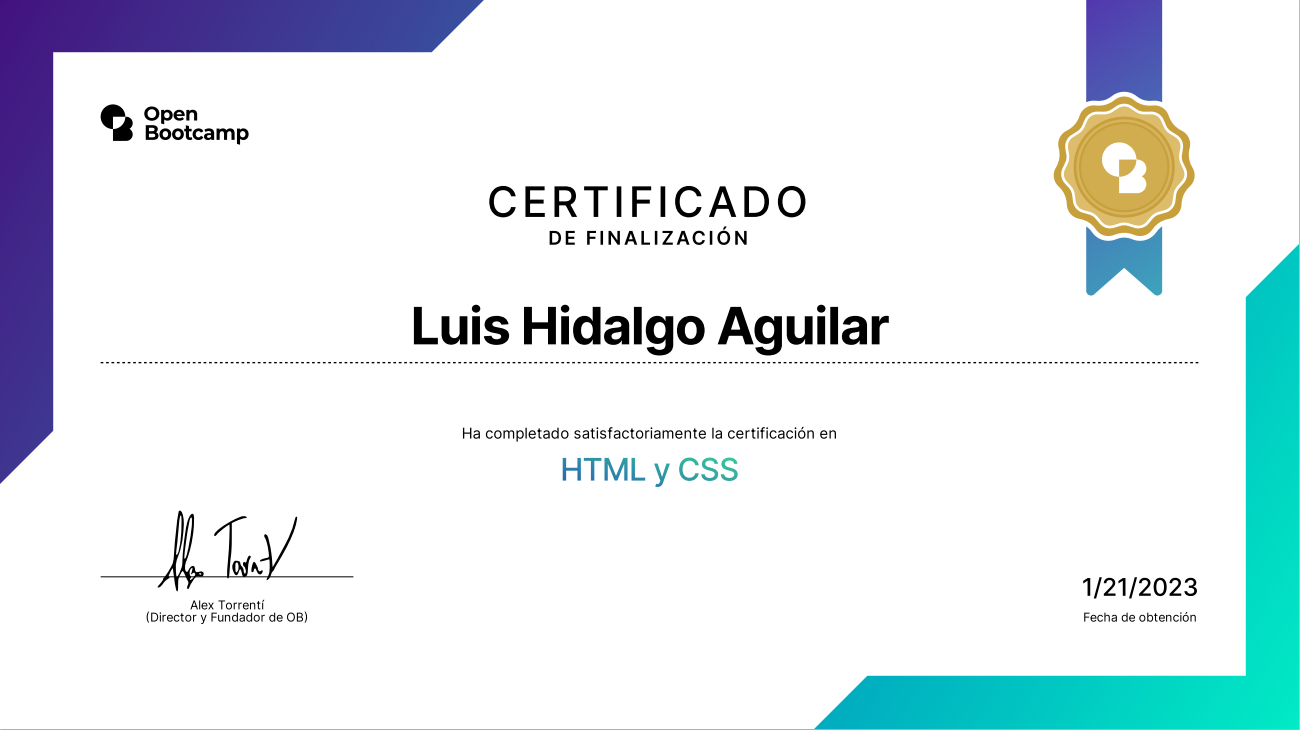 Open
Bootcamp
CERTIFICADO
DE FINALIZACIÓN
Luis Hidalgo Aguilar
Ha completado satisfactoriamente la certificación en
HTML y CSS
Alex Torrentí
(Director y Fundador de OB)
1/21/2023
Fecha de obtención